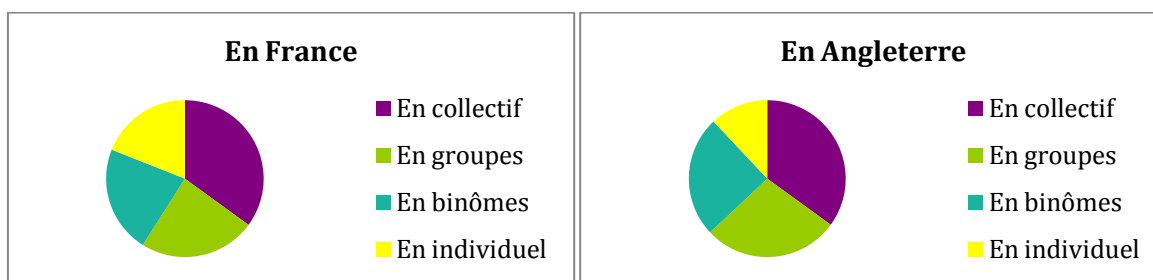 En France
En collectif
En groupes
En binômes
En individuel
En Angleterre
En collectif
En groupes
En binômes
En individuel